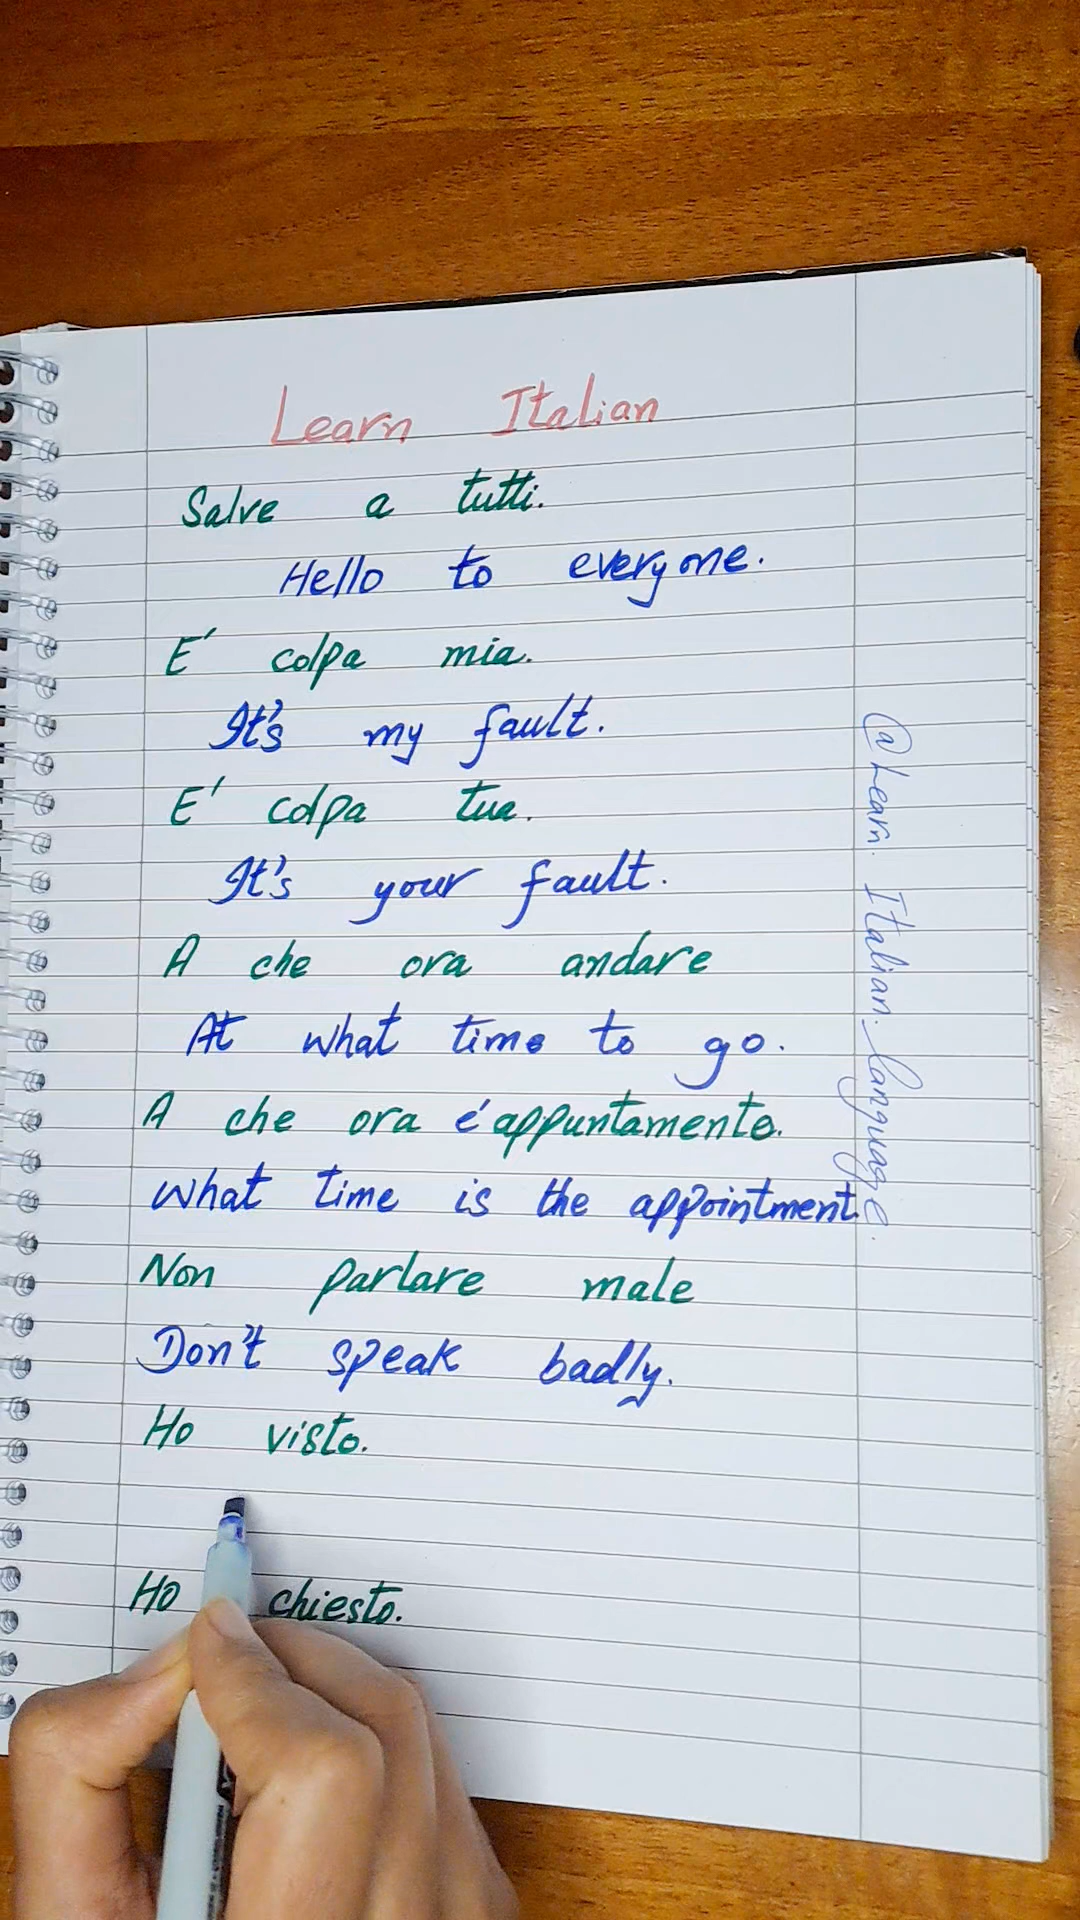 Learn Italian
Salve a tutti.
Hello to everyone.
E' colpa mia.
It's my fault.
E' colpa tua.
It's your fault.
A che ora andare
At what time to go.
A che ora é appuntamento.
What time is the appointment.
Non parlare male
Don't speak badly.
Ho visto.
Ho chiesto.
@Learn.Italian_language.